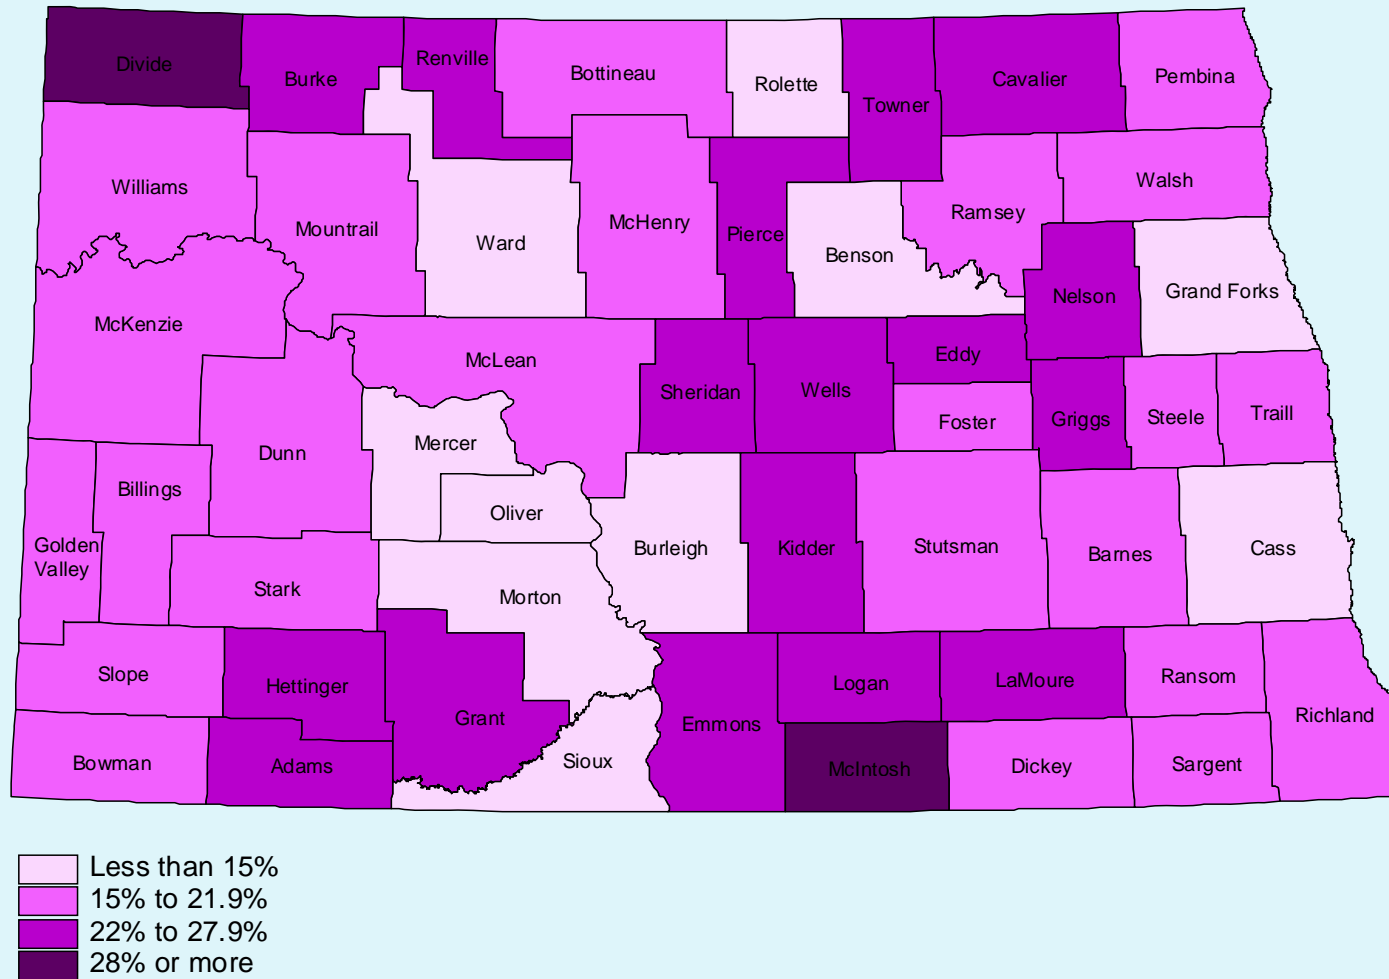 Divide
Burke
Renville
Bottineau
Rolette
Towner
Cavalier
Pembina
Williams
Mountrail
Ward
McHenry
Pierce
Benson
Ramsey
Walsh
Nelson
Grand Forks
McKenzie
McLean
Sheridan
Wells
Eddy
Foster
Griggs
Steele
Traill
Dunn
Mercer
Oliver
Billings
Golden
Valley
Stark
Morton
Burleigh
Kidder
Stutsman
Barnes
Cass
Slope
Hettinger
Grant
Emmons
Logan
LaMoure
Ransom
Richland
Bowman
Adams
Sioux
McIntosh
Dickey
Sargent
Less than 15%
15% to 21.9%
22% to 27.9%
28% or more